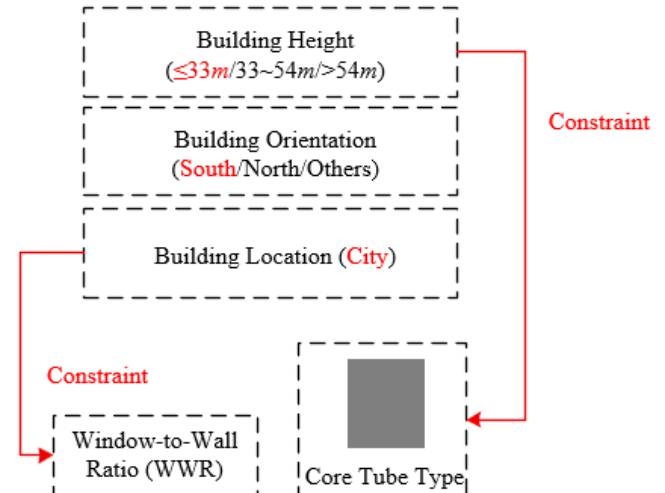 Building Height
(≤33m/33~54m/>54m)
Constraint
Building Orientation
(South/North/Others)
Building Location (City)
Constraint
Window-to-Wall
Ratio (WWR)
Core Tube Type